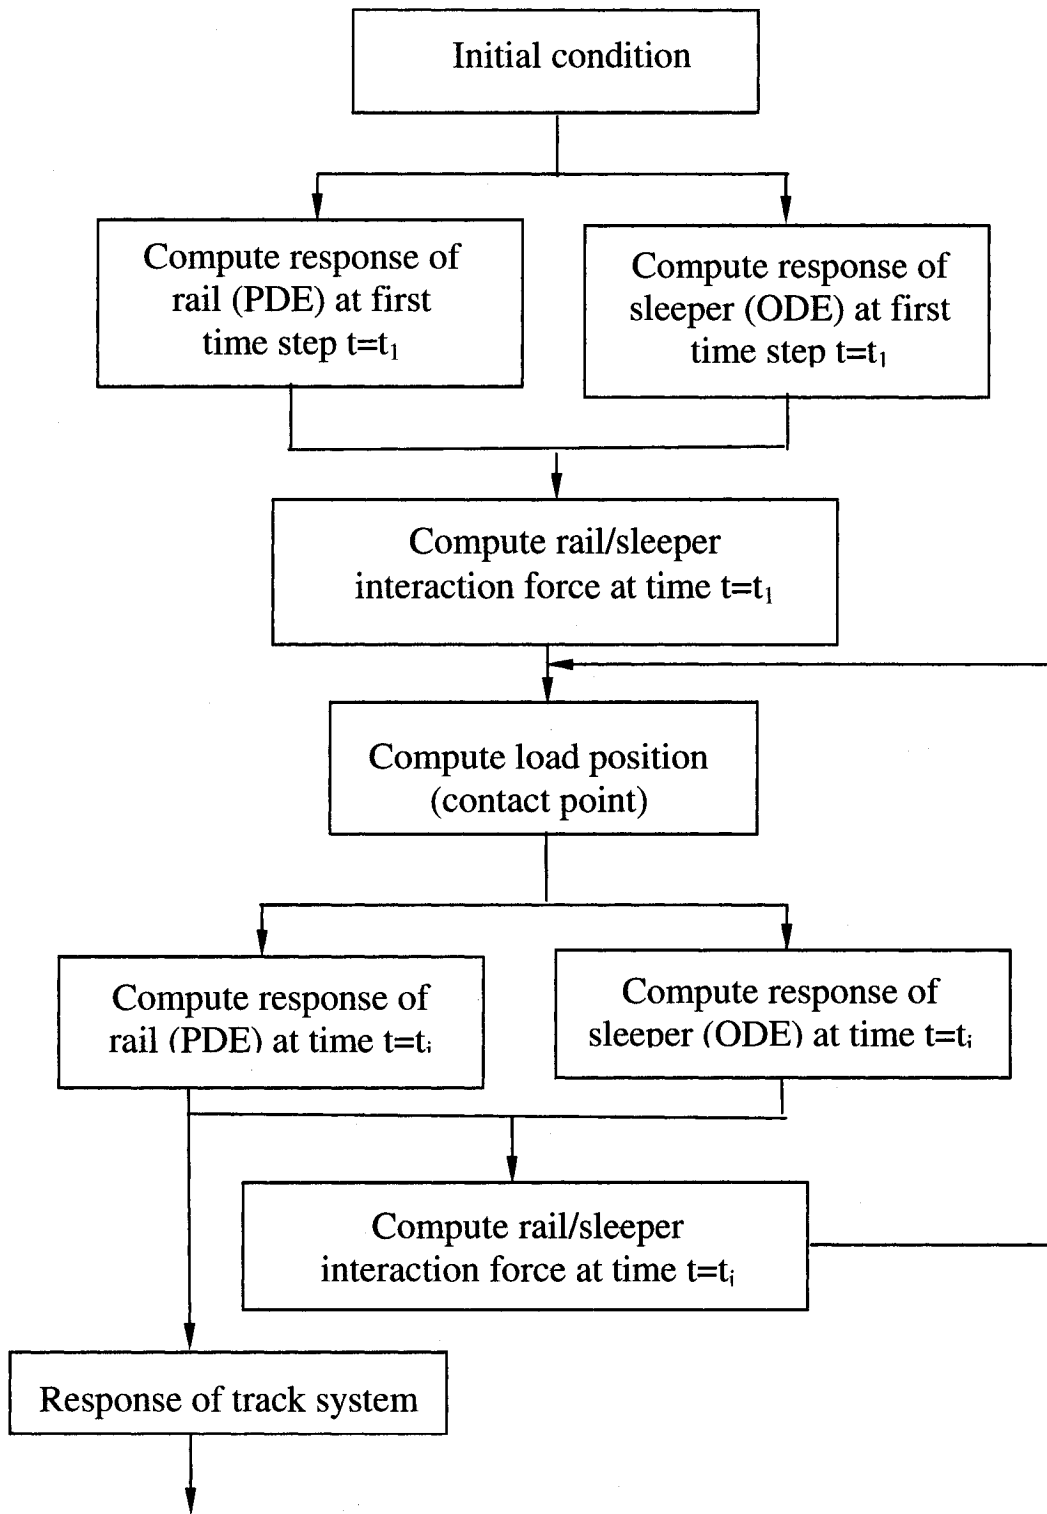 Initial condition
Compute response of
rail (PDE) at first
time step t=t₁
Compute response of
sleeper (ODE) at first
time step t=t₁
Compute rail/sleeper
interaction force at time t=t₁
Compute load position
(contact point)
Compute response of
rail (PDE) at time t=tᵢ
Compute response of
sleeper (ODE) at time t=tᵢ
Compute rail/sleeper
interaction force at time t=tᵢ
Response of track system